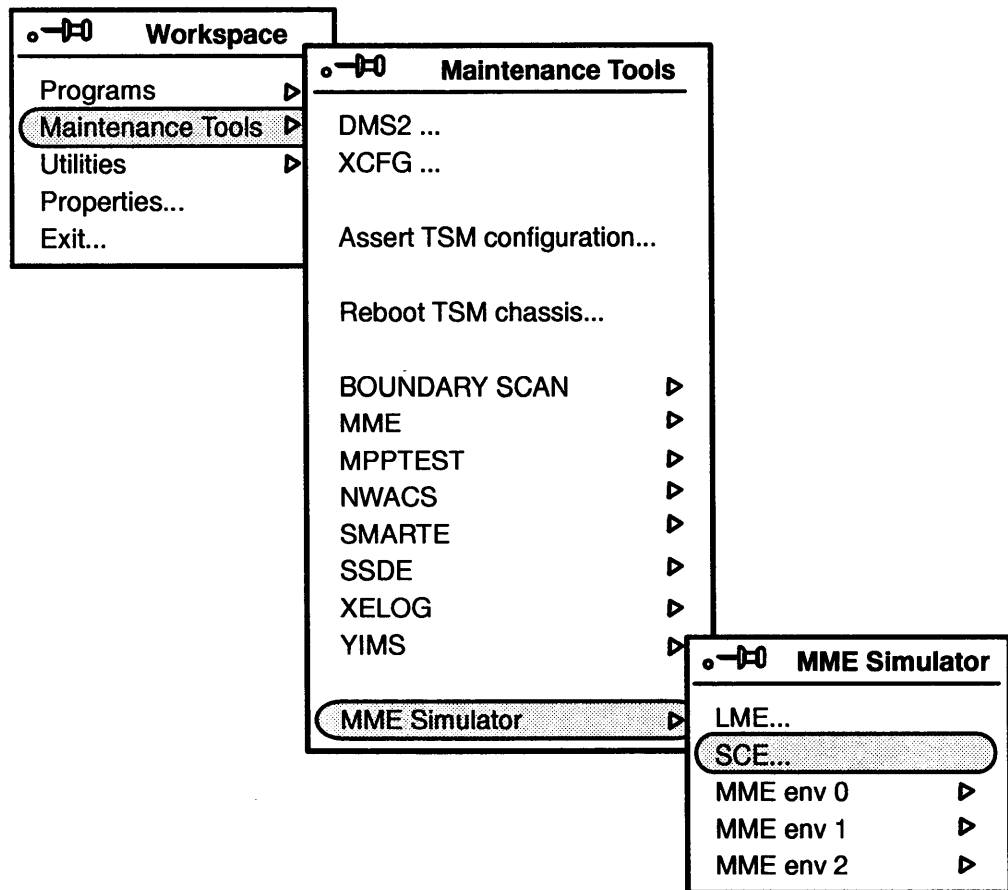 Workspace
Programs
Maintenance Tools
Utilities
Properties...
Exit...
Maintenance Tools
DMS2 ...
XCFG ...
Assert TSM configuration...
Reboot TSM chassis...
BOUNDARY SCAN
MME
MPPTEST
NWACS
SMARTE
SSDE
XELOG
YIMS
MME Simulator
MME Simulator
LME...
SCE...
MME env 0
MME env 1
MME env 2